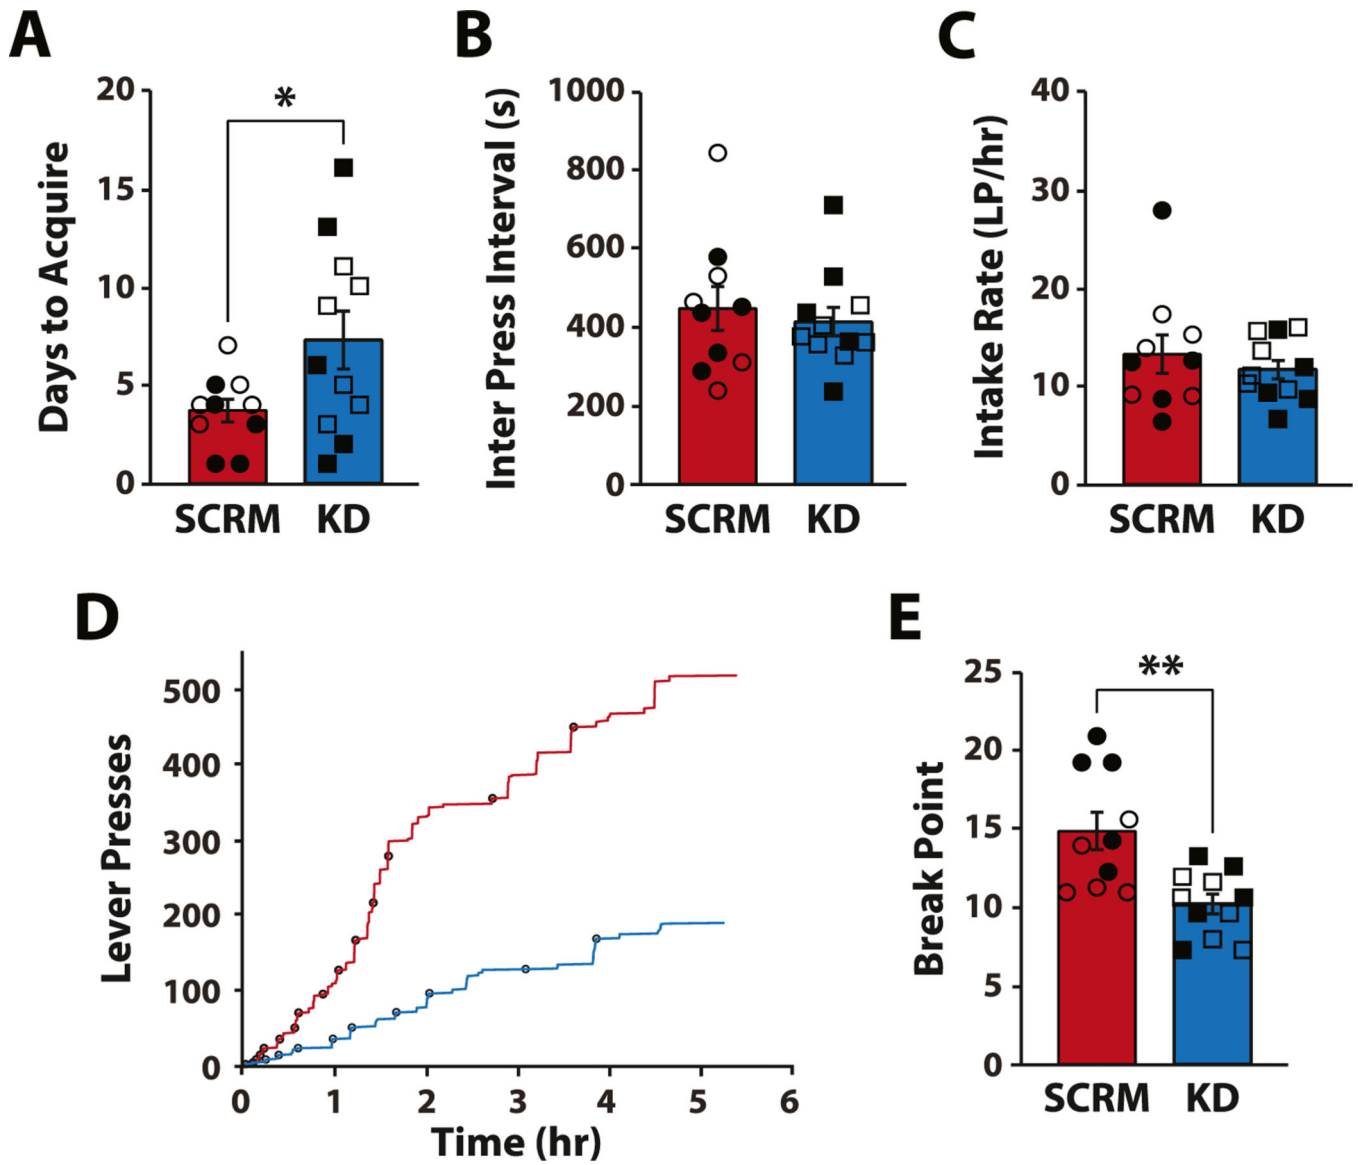 A
Days to Acquire
20
15
10
5
0
*
SCRM KD
B
Inter Press Interval (s)
1000
800
600
400
200
0
SCRM KD
C
Intake Rate (LP/hr)
40
30
20
10
0
SCRM KD
D
Lever Presses
500
400
300
200
100
0
0 1 2 3 4 5 6
Time (hr)
E
Break Point
25
20
15
10
5
0
**
SCRM KD